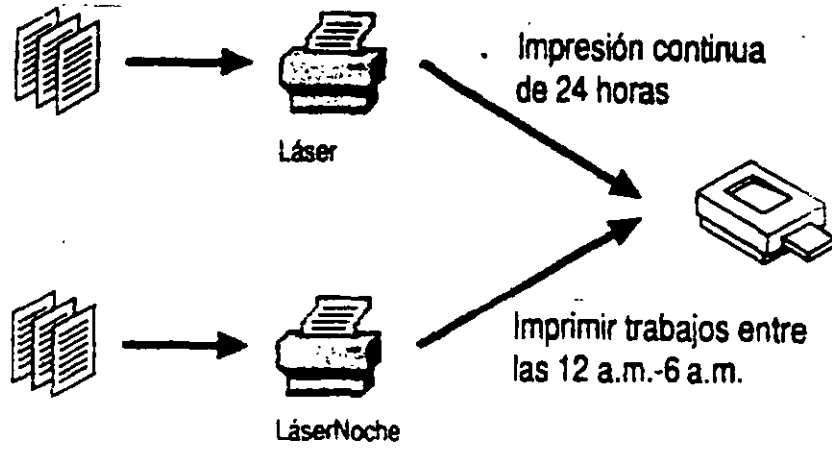 Impresión continua
de 24 horas
Láser
Imprimir trabajos entre
las 12 a.m.-6 a.m.
LáserNoche